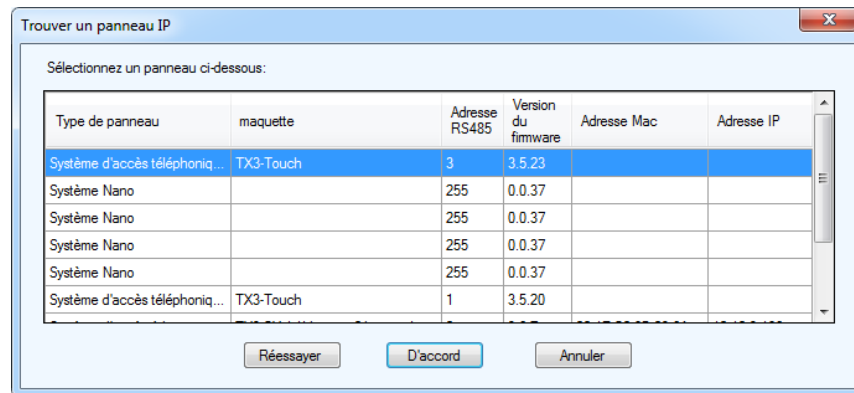 Trouver un panneau IP
Sélectionnez un panneau ci-dessous:
Type de panneau maquette Adresse RS485 Version du firmware Adresse Mac Adresse IP
Système d'accès téléphoniq... TX3-Touch 3 3.5.23
Système Nano 255 0.0.37
Système Nano 255 0.0.37
Système Nano 255 0.0.37
Système Nano 255 0.0.37
Système d'accès téléphoniq... TX3-Touch 1 3.5.20
Réessayer D'accord Annuler